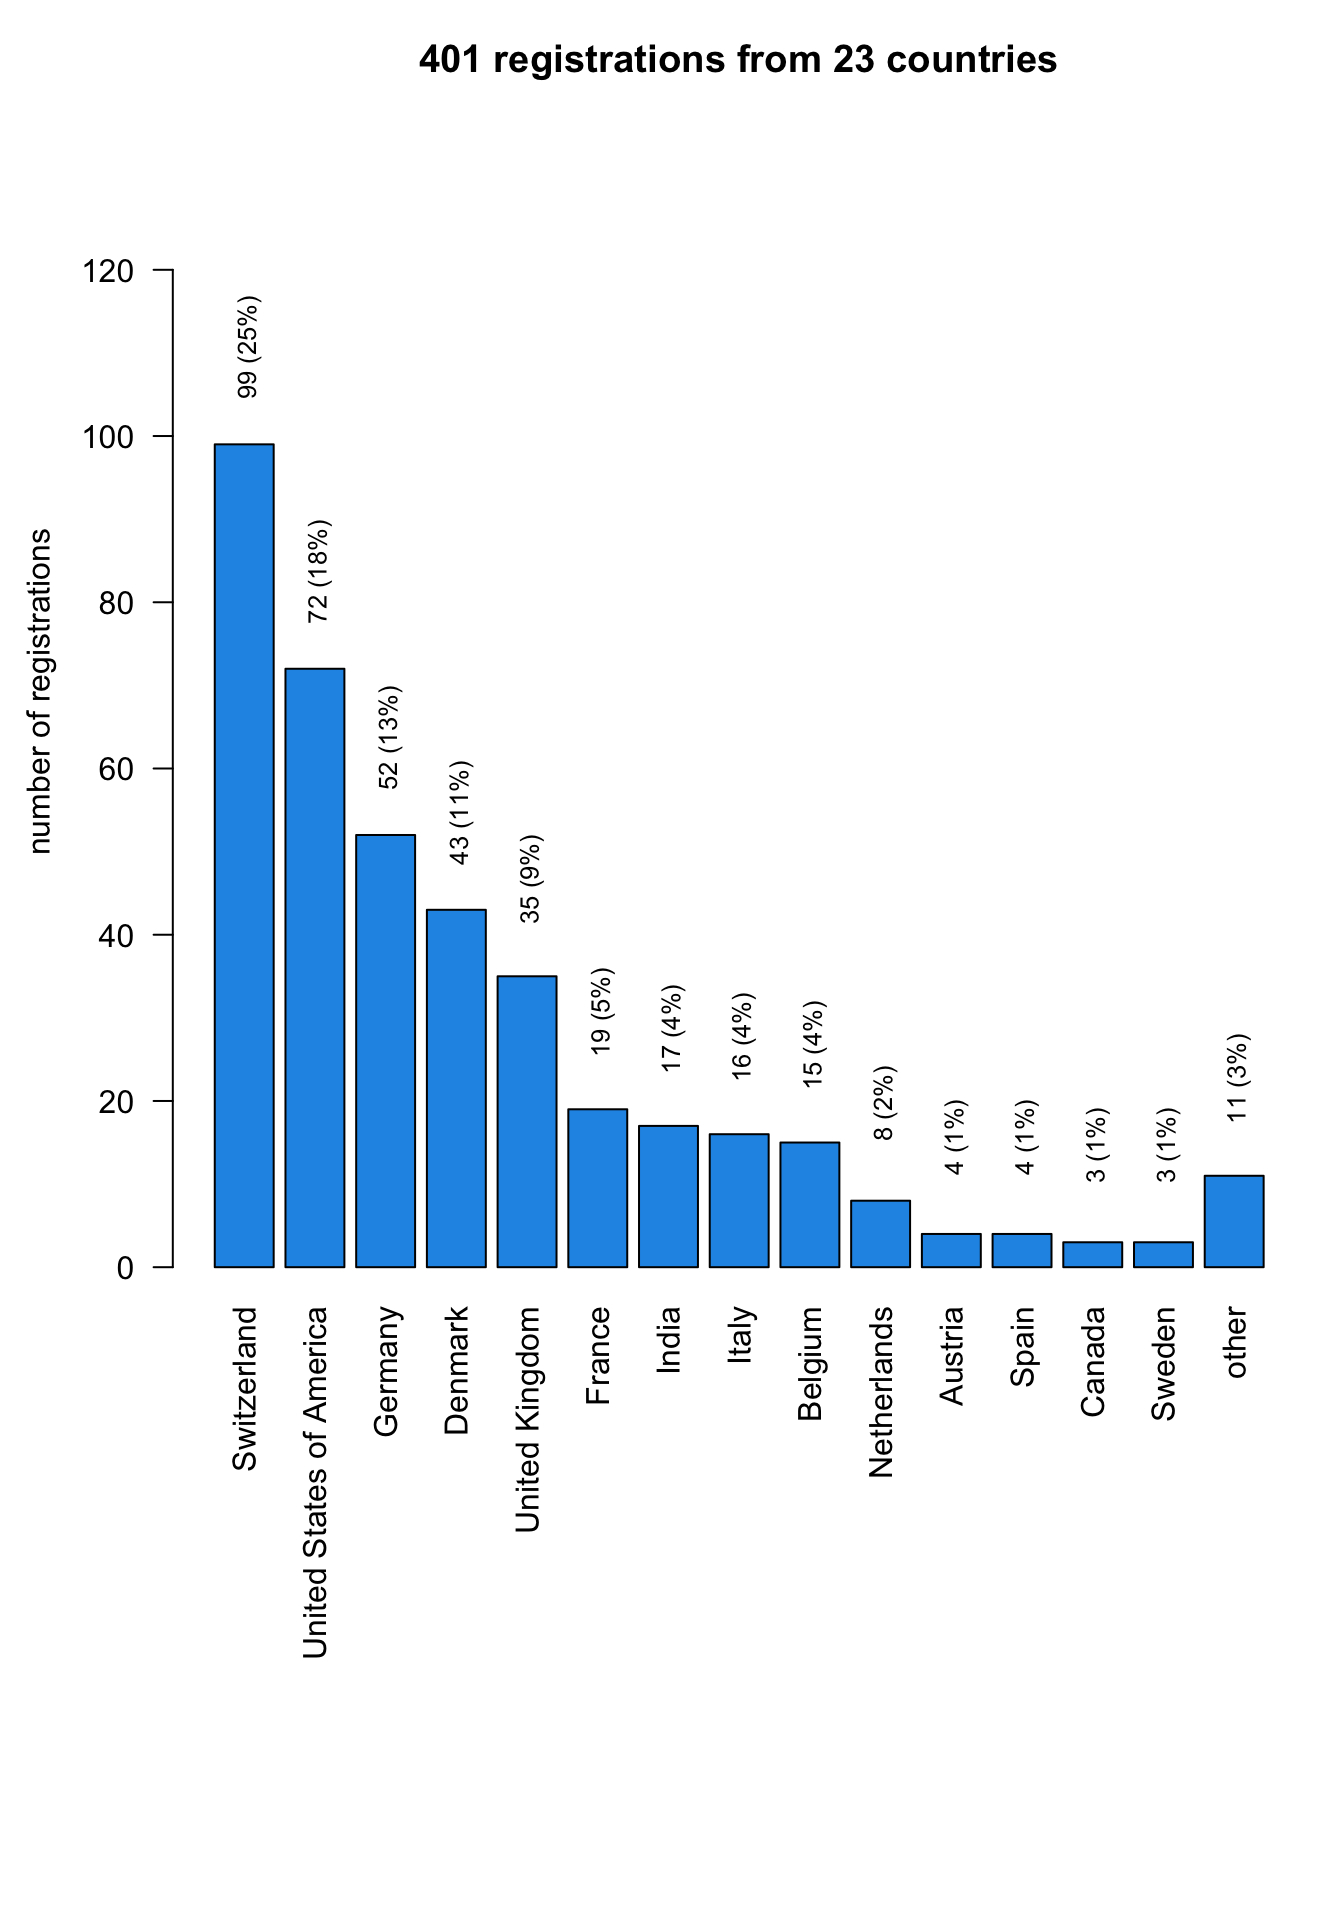 401 registrations from 23 countries
number of registrations
120
100
80
60
40
20
0
99 (25%)
72 (18%)
52 (13%)
43 (11%)
35 (9%)
19 (5%)
17 (4%)
16 (4%)
15 (4%)
8 (2%)
4 (1%)
4 (1%)
3 (1%)
3 (1%)
11 (3%)
Switzerland
United States of America
Germany
Denmark
United Kingdom
France
India
Italy
Belgium
Netherlands
Austria
Spain
Canada
Sweden
other